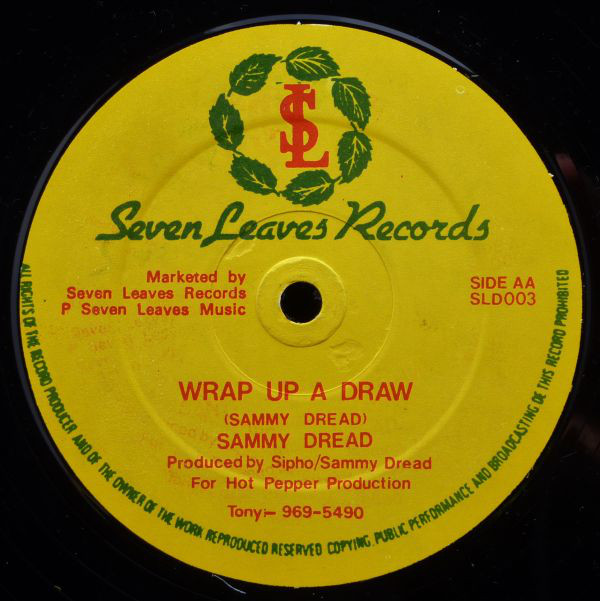 SL
Seven Leaves Records
Marketed by
Seven Leaves Records
P Seven Leaves Music
SIDE AA
SLD003
WRAP UP A DRAW
(SAMMY DREAD)
SAMMY DREAD
Produced by Sipho/Sammy Dread
For Hot Pepper Production
Tony:- 969-5490
ALL RIGHTS OF THE RECORD PRODUCER AND OF THE OWNER OF THE WORK REPRODUCED RESERVED COPYING, PUBLIC PERFORMANCE AND BROADCASTING OF THIS RECORD PROHIBITED